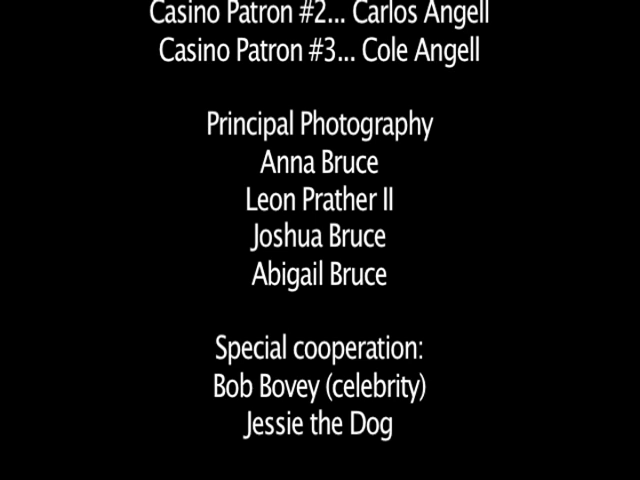 Casino Patron #2... Carlos Angell
Casino Patron #3... Cole Angell
Principal Photography
Anna Bruce
Leon Prather II
Joshua Bruce
Abigail Bruce
Special cooperation:
Bob Bovey (celebrity)
Jessie the Dog